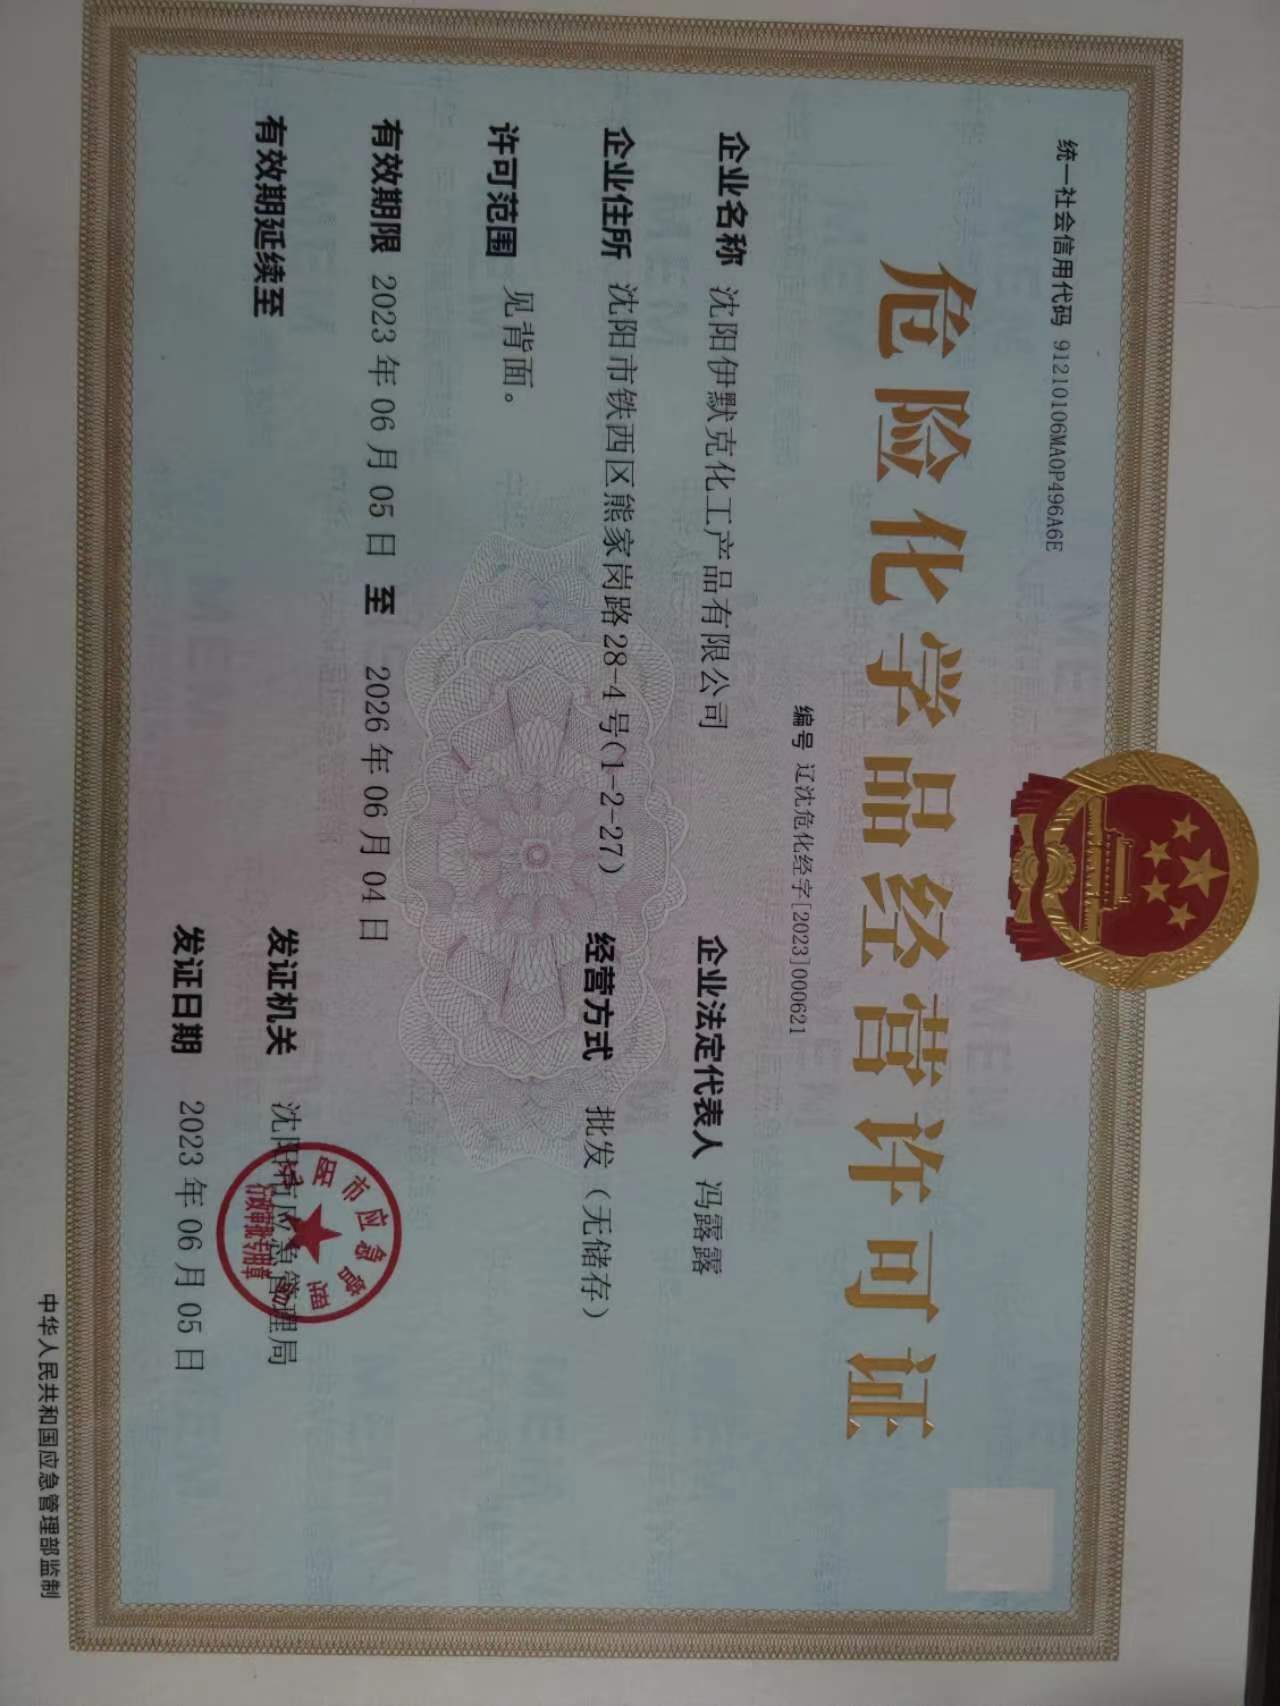 统一社会信用代码 91210106MA0P496A6E
危险化学品经营许可证
编号 辽沈危化经字[2023]000621
企业名称 沈阳伊默克化工产品有限公司 企业法定代表人 冯露露
企业住所 沈阳市铁西区熊家岗路28-4号(1-2-27) 经营方式 批发（无储存）
许可范围 见背面。
有效期限 2023年06月05日 至 2026年06月04日
有效期延续至 发证机关 沈阳市应急管理局
发证日期 2023年06月05日
行政审批专用章
中华人民共和国应急管理部监制